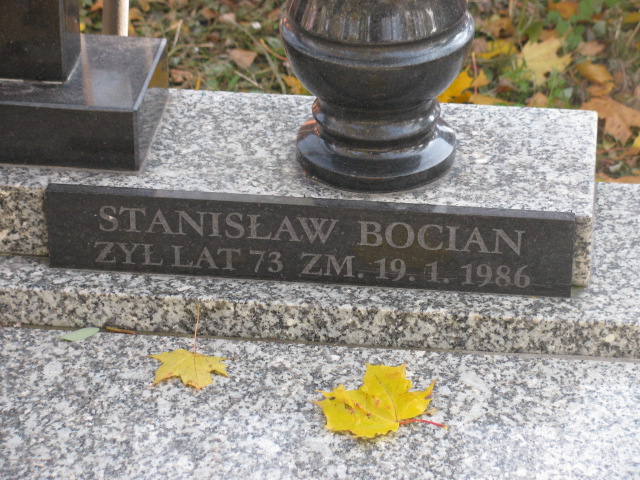 STANISŁAW BOCIAN
ŻYŁ LAT 73 ZM. 19. 1. 1986